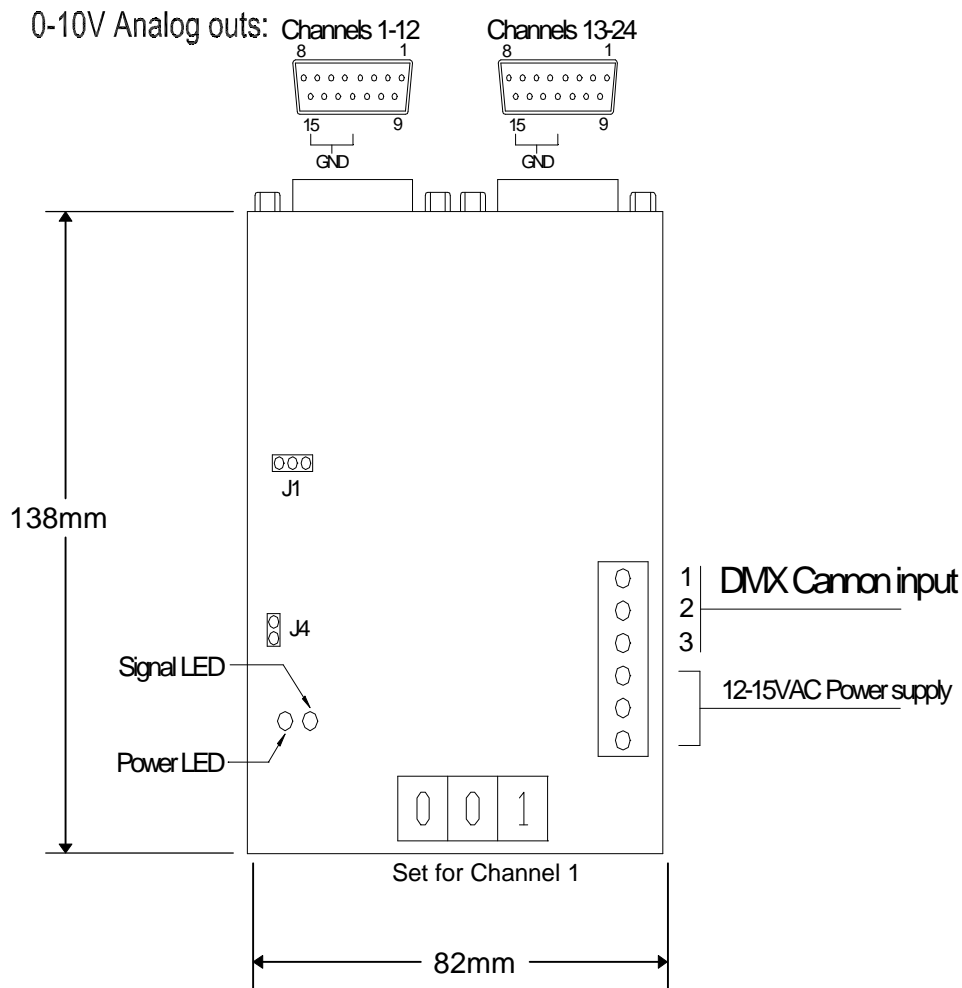 0-10V Analog outs:
Channels 1-12
Channels 13-24
8 1
8 1
15 9
15 9
GND
GND
J1
138mm
1
DMX Cannon input
2
3
J4
Signal LED
12-15VAC Power supply
Power LED
0 0 1
Set for Channel 1
82mm